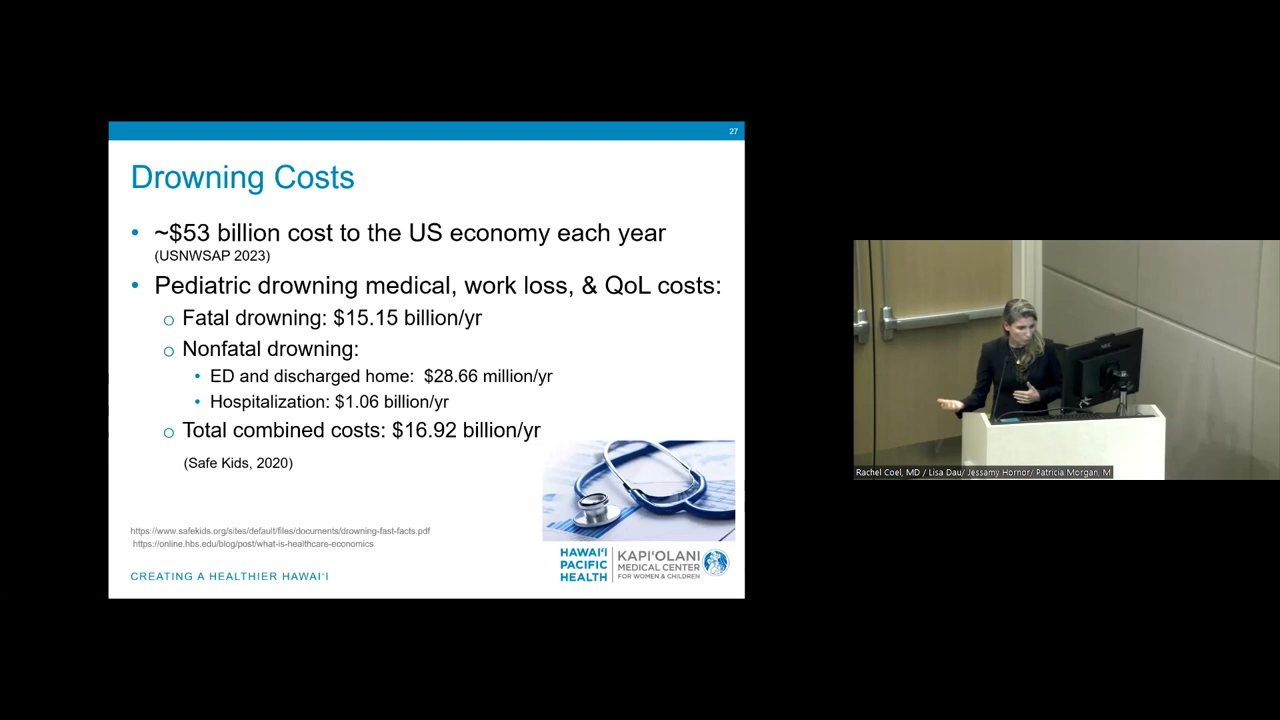 27
Drowning Costs
• ~$53 billion cost to the US economy each year
(USNWSAP 2023)
• Pediatric drowning medical, work loss, & QoL costs:
o Fatal drowning: $15.15 billion/yr
o Nonfatal drowning:
• ED and discharged home: $28.66 million/yr
• Hospitalization: $1.06 billion/yr
o Total combined costs: $16.92 billion/yr
(Safe Kids, 2020)
https://www.safekids.org/sites/default/files/documents/drowning-fast-facts.pdf
https://online.hbs.edu/blog/post/what-is-healthcare-economics
CREATING A HEALTHIER HAWAIʻI
HAWAIʻI
PACIFIC
HEALTH
KAPIʻOLANI
MEDICAL CENTER
FOR WOMEN & CHILDREN
NEC
Rachel Coel, MD / Lisa Dau/ Jessamy Hornor/ Patricia Morgan, M